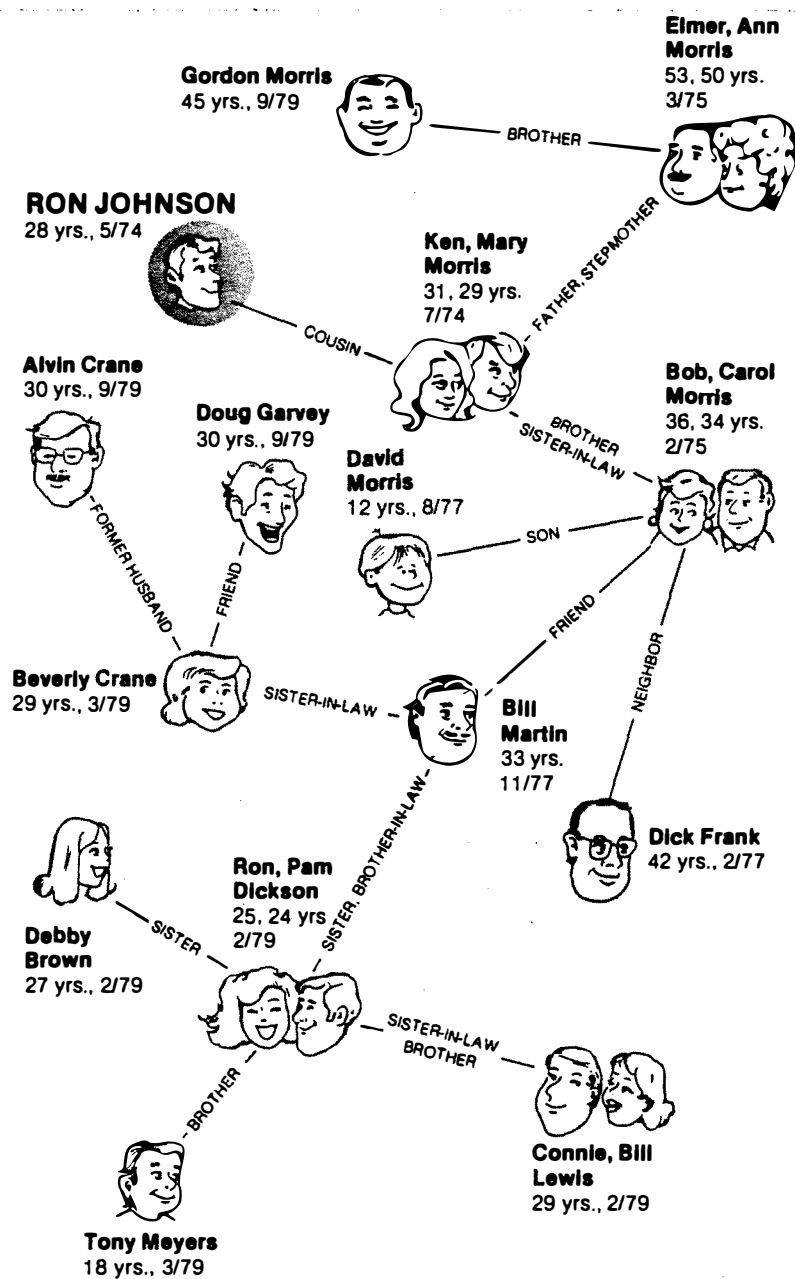 Elmer, Ann
Morris
53, 50 yrs.
3/75
Gordon Morris
45 yrs., 9/79
BROTHER
RON JOHNSON
28 yrs., 5/74
Ken, Mary
Morris
31, 29 yrs.
7/74
FATHER, STEPMOTHER
COUSIN
Alvin Crane
30 yrs., 9/79
Doug Garvey
30 yrs., 9/79
Bob, Carol
Morris
36, 34 yrs.
2/75
BROTHER
SISTER-IN-LAW
David
Morris
12 yrs., 8/77
SON
FORMER HUSBAND
FRIEND
FRIEND
NEIGHBOR
Beverly Crane
29 yrs., 3/79
SISTER-IN-LAW
Bill
Martin
33 yrs.
11/77
SISTER, BROTHER-IN-LAW
Dick Frank
42 yrs., 2/77
Ron, Pam
Dickson
25, 24 yrs
2/79
Debby
Brown
27 yrs., 2/79
SISTER
SISTER-IN-LAW
BROTHER
BROTHER
Connie, Bill
Lewis
29 yrs., 2/79
Tony Meyers
18 yrs., 3/79